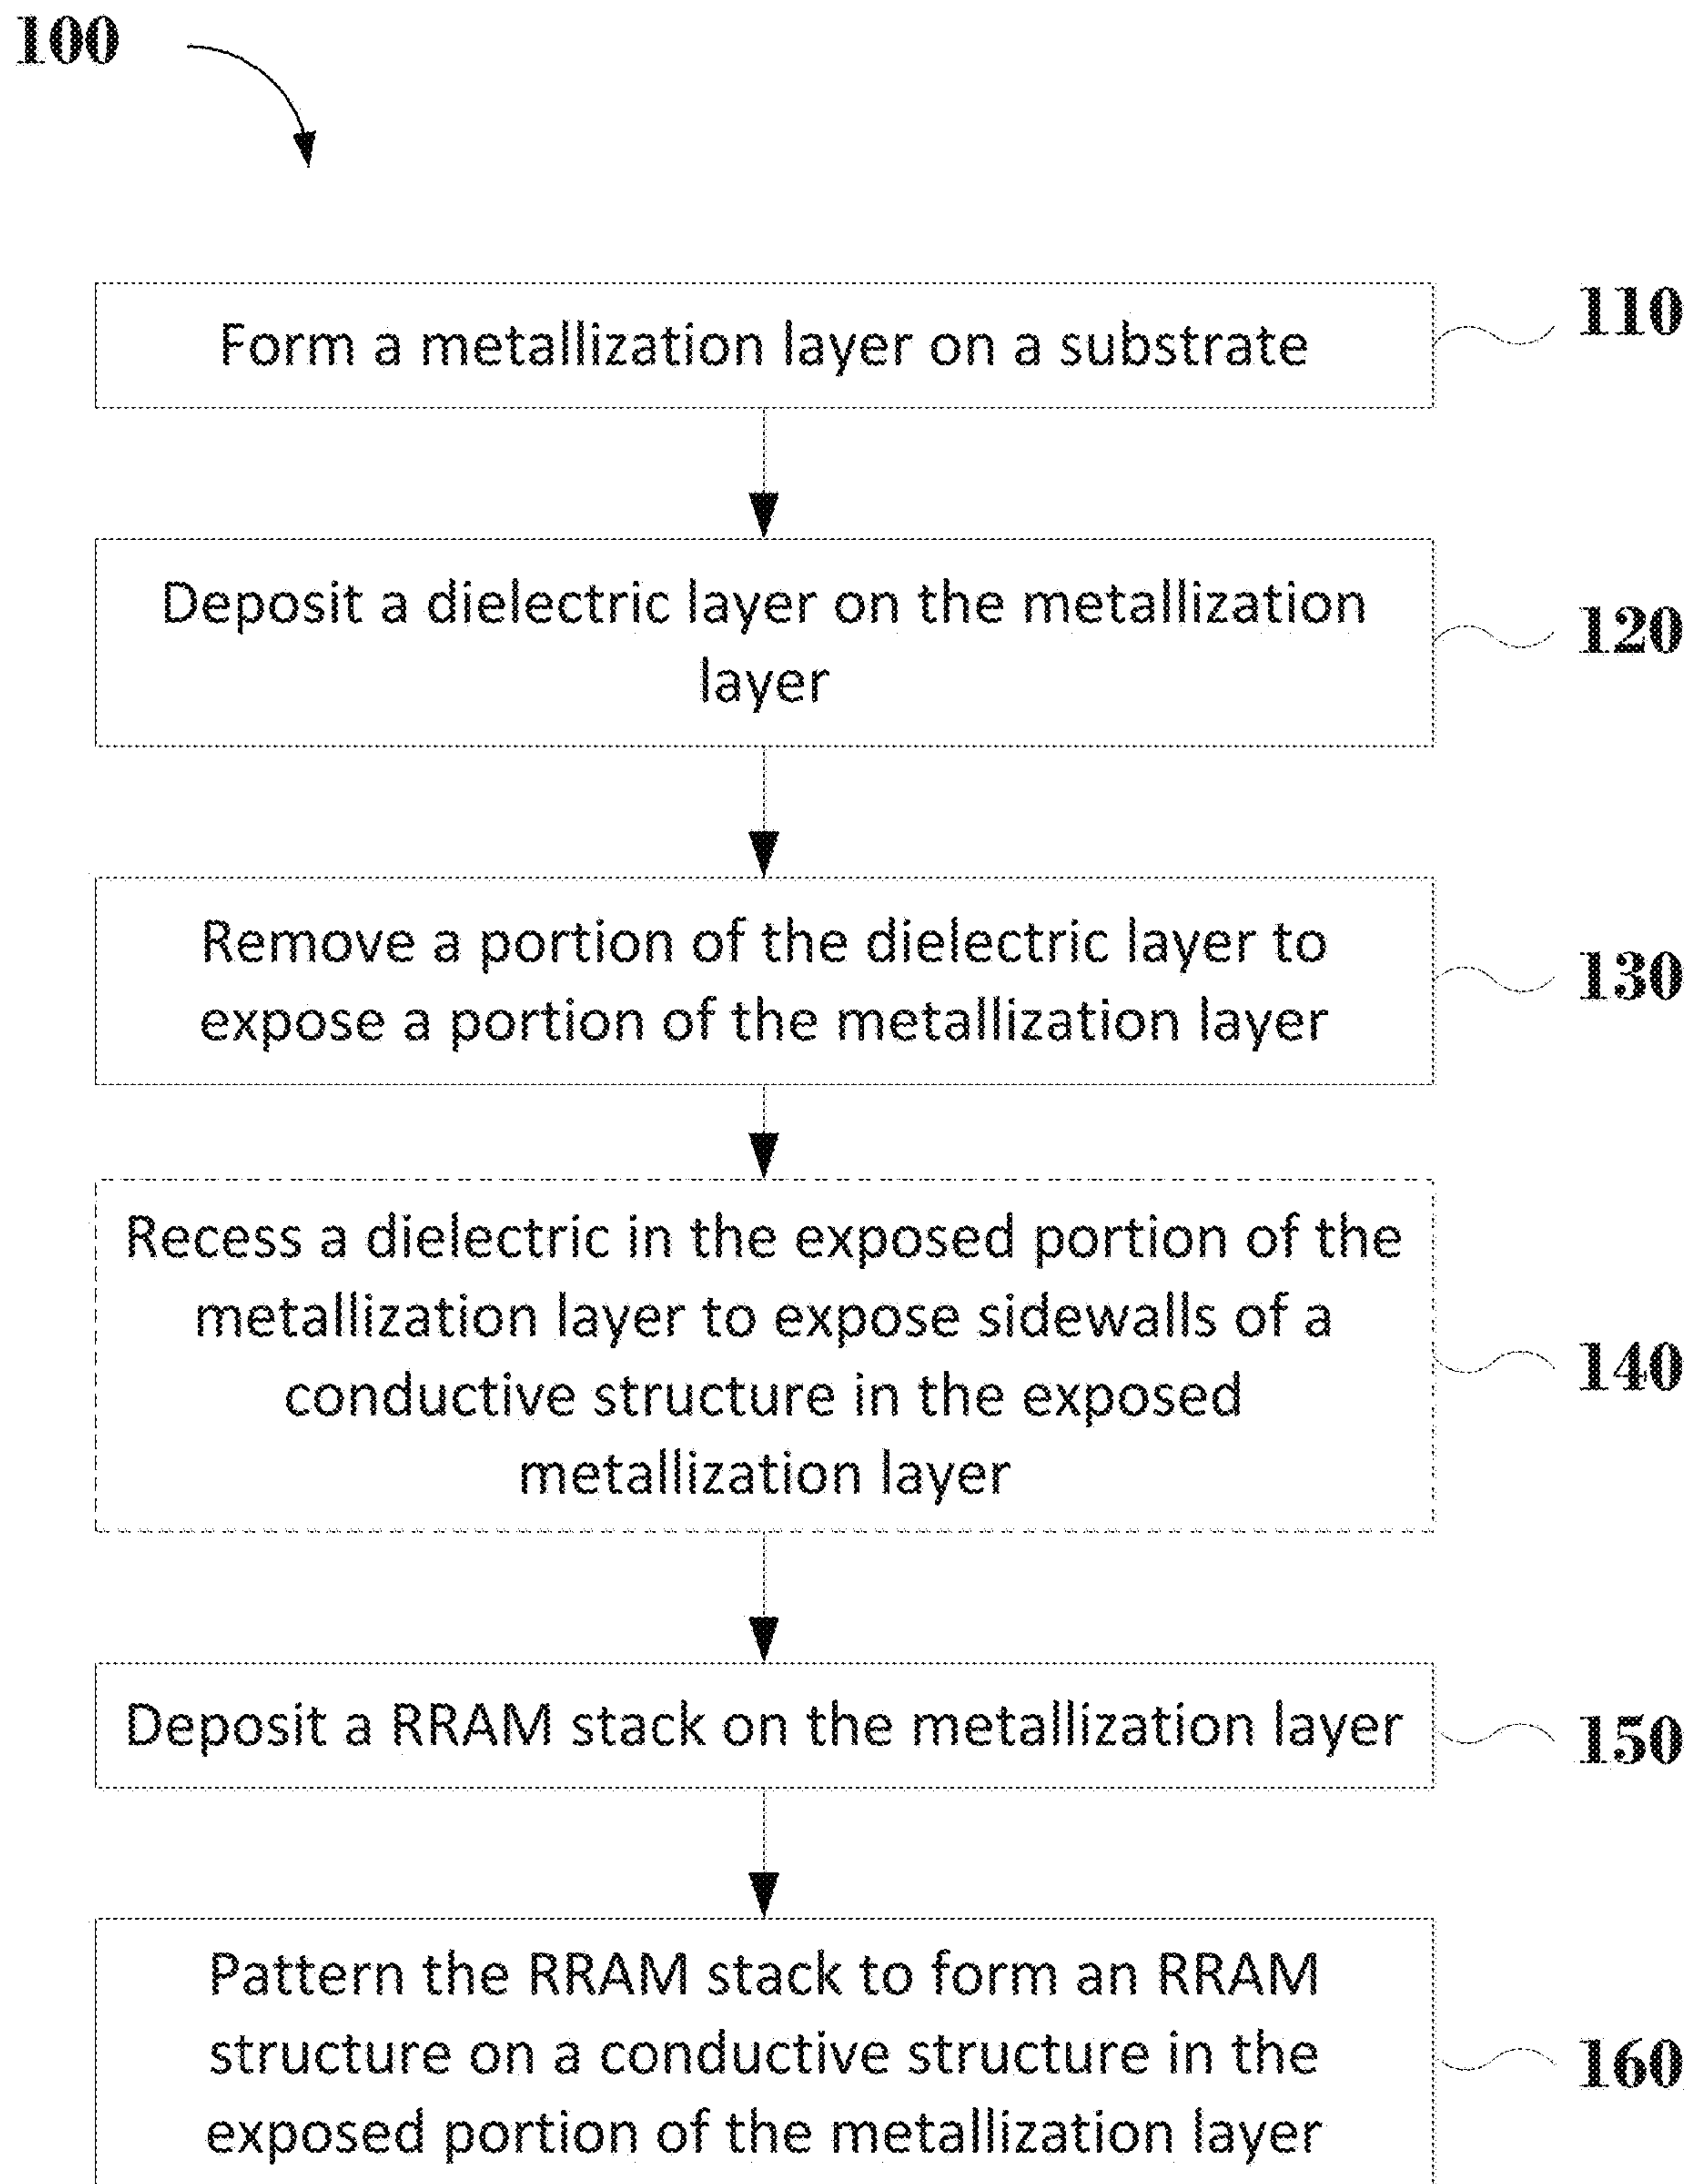 100
Form a metallization layer on a substrate
110
Deposit a dielectric layer on the metallization
layer
120
Remove a portion of the dielectric layer to
expose a portion of the metallization layer
130
Recess a dielectric in the exposed portion of the
metallization layer to expose sidewalls of a
conductive structure in the exposed
metallization layer
140
Deposit a RRAM stack on the metallization layer
150
Pattern the RRAM stack to form an RRAM
structure on a conductive structure in the
exposed portion of the metallization layer
160